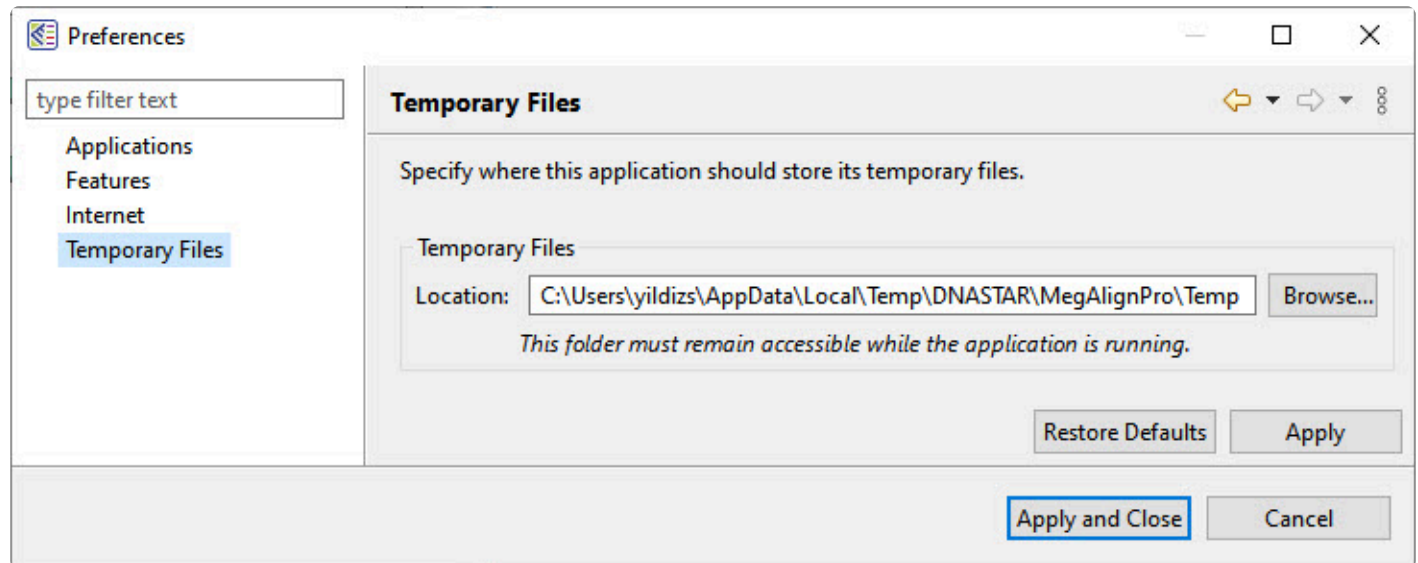 Preferences
type filter text
Applications
Features
Internet
Temporary Files
Temporary Files
Specify where this application should store its temporary files.
Temporary Files
Location: C:\Users\yildizs\AppData\Local\Temp\DNASTAR\MegAlignPro\Temp Browse...
This folder must remain accessible while the application is running.
Restore Defaults Apply
Apply and Close Cancel